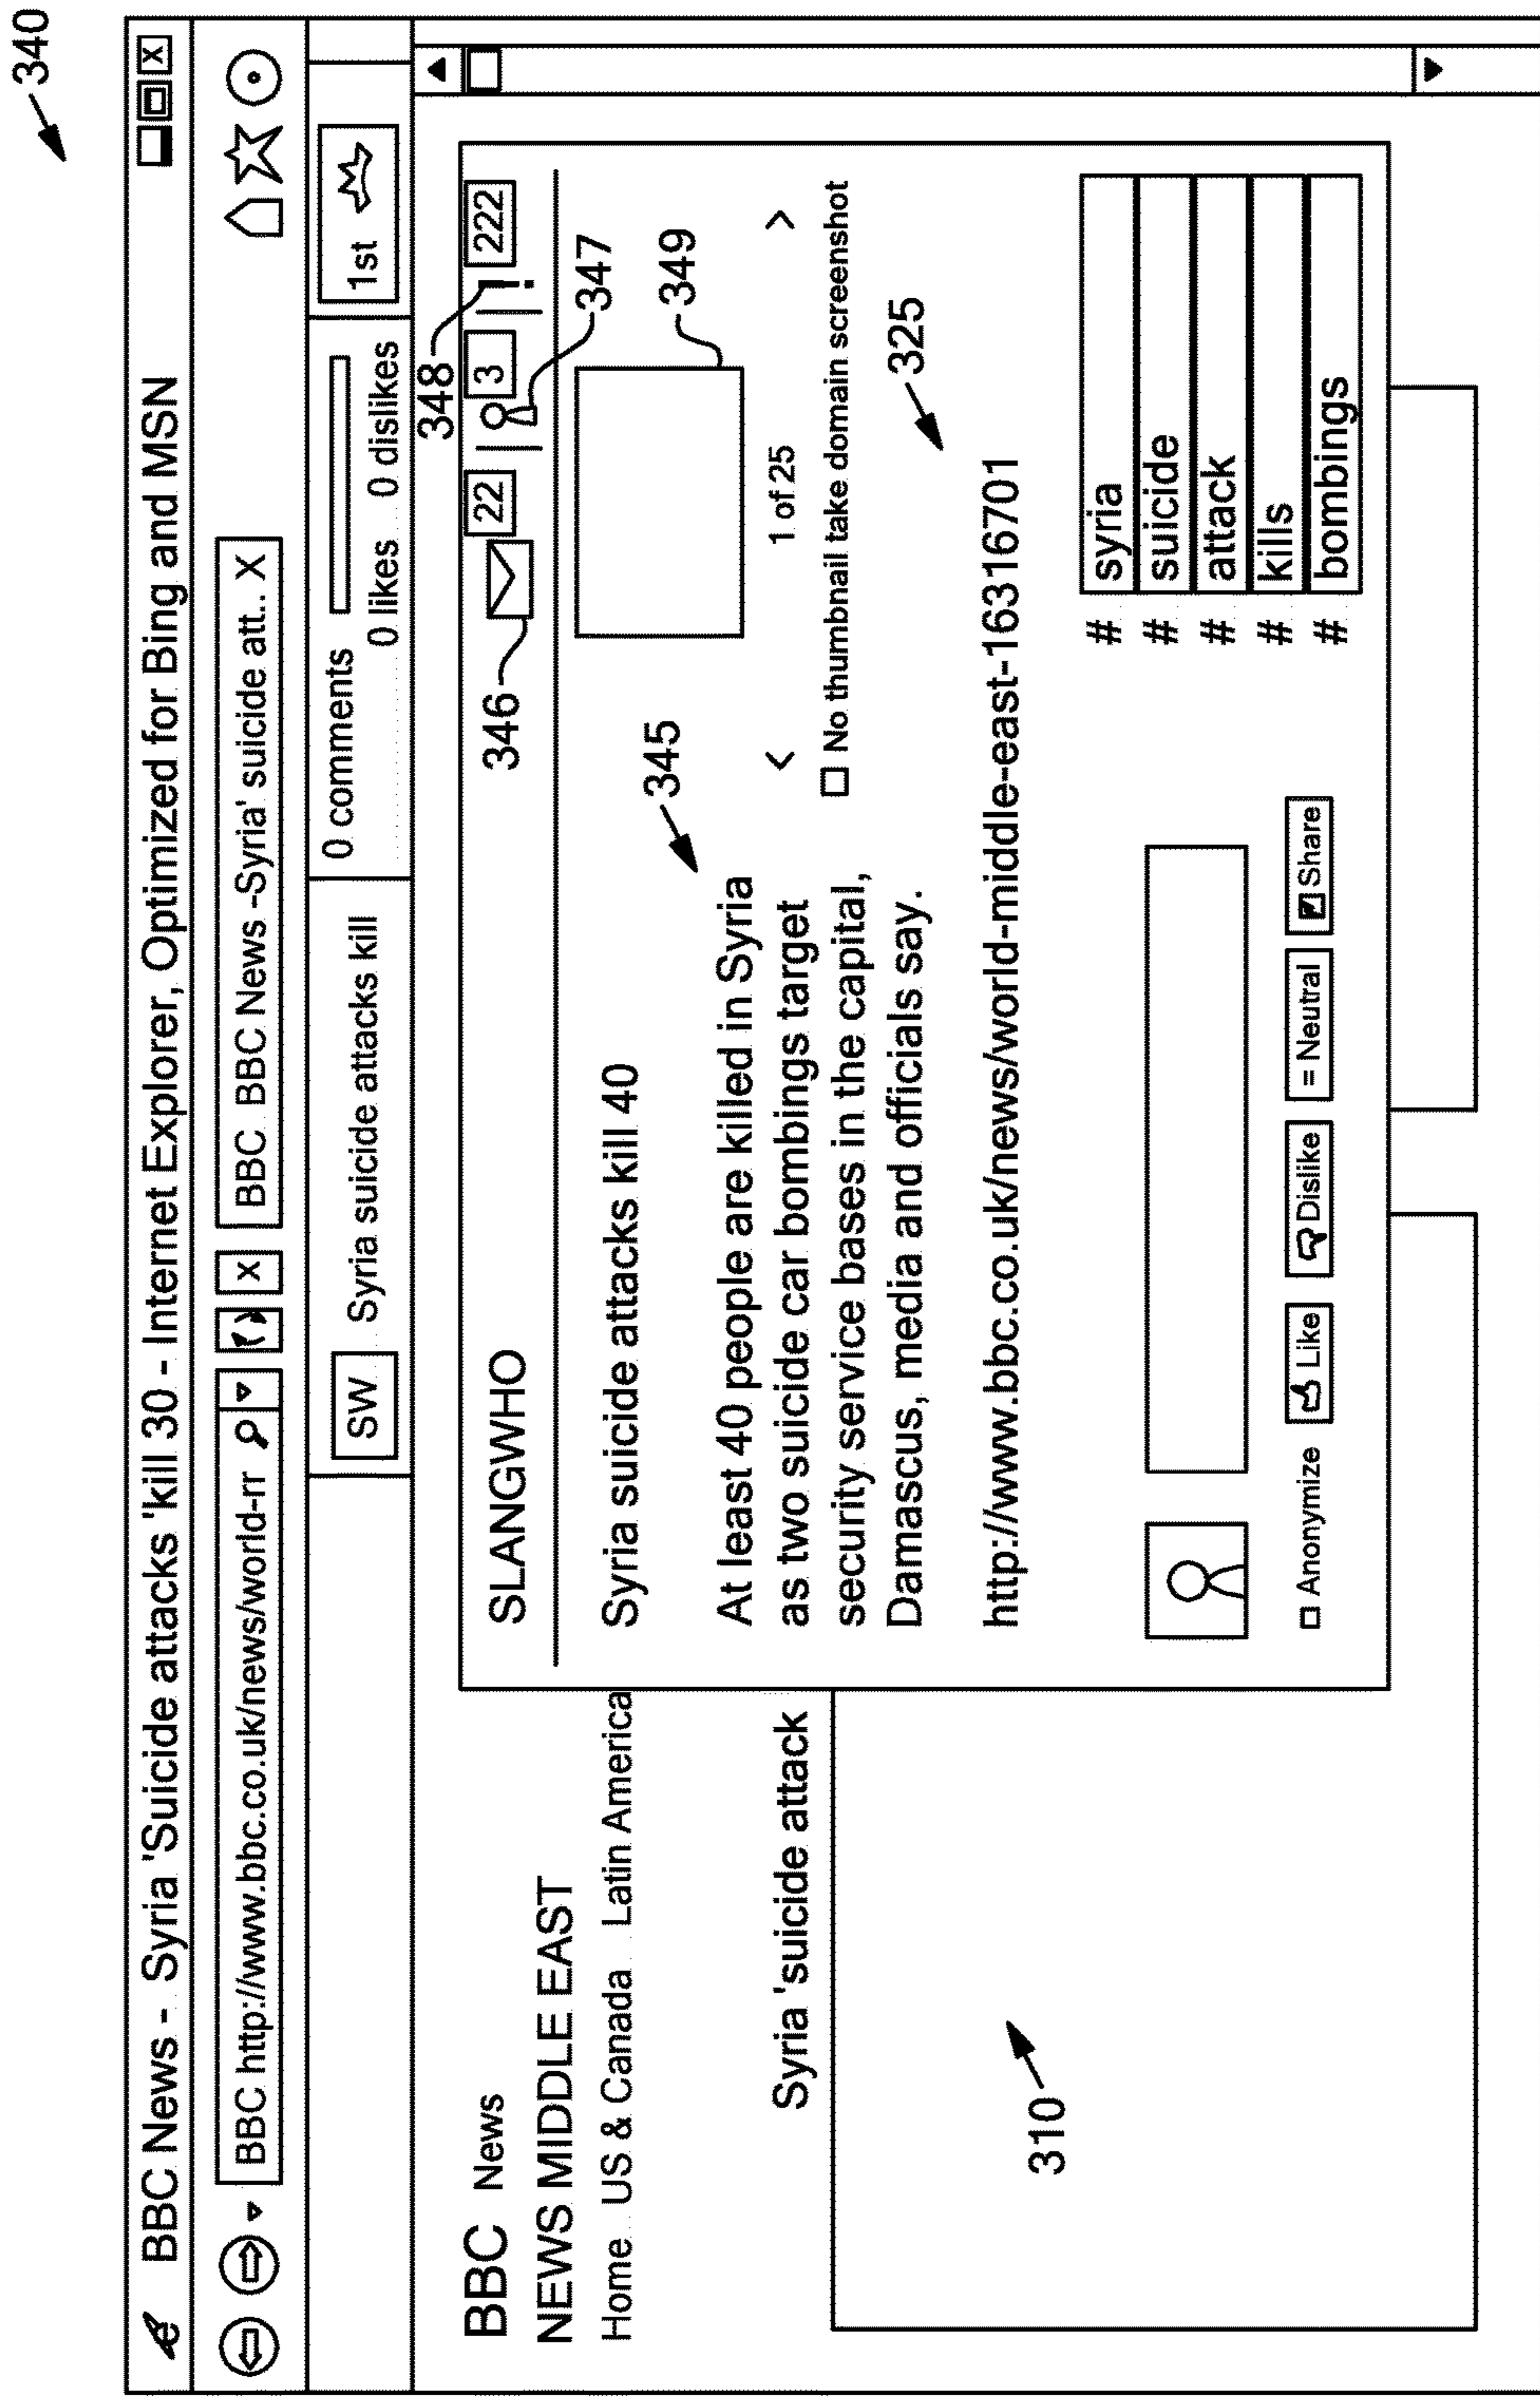 340
BBC News - Syria 'Suicide attacks 'kill 30 - Internet Explorer, Optimized for Bing and MSN
X
BBC http://www.bbc.co.uk/news/world-rr
X
BBC BBC News -Syria' suicide att.. X
SW Syria suicide attacks kill
0 comments
0 likes 0 dislikes
1st
BBC News
NEWS MIDDLE EAST
Home US & Canada Latin America
Syria 'suicide attack
310
348
SLANGWHO
346
22
3
! 222
347
Syria suicide attacks kill 40
345
349
At least 40 people are killed in Syria
as two suicide car bombings target
security service bases in the capital,
Damascus, media and officials say.
< 1 of 25 >
No thumbnail take domain screenshot
325
http://www.bbc.co.uk/news/world-middle-east-16316701
# syria
# suicide
# attack
# kills
# bombings
Anonymize
Like
Dislike
= Neutral
Share